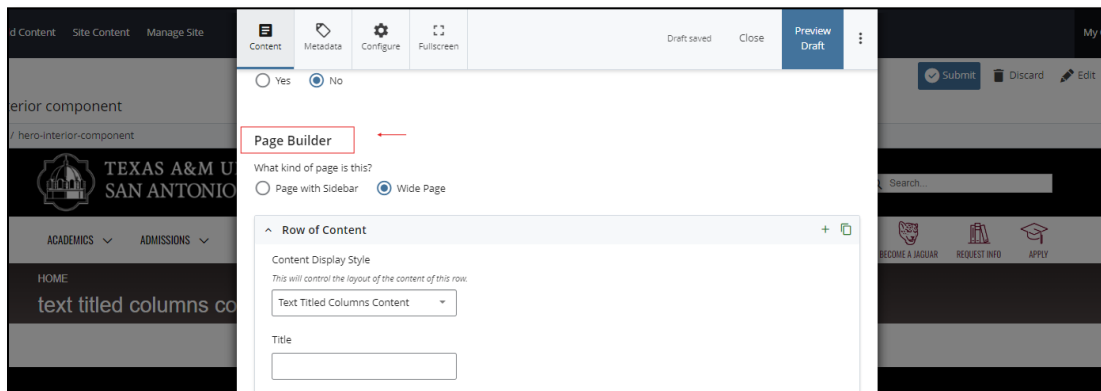 d Content Site Content Manage Site
Content Metadata Configure Fullscreen
Draft saved Close Preview Draft
My
Yes No
Submit Discard Edit
erior component
/ hero-interior-component
Page Builder
TEXAS A&M U
SAN ANTONIO
What kind of page is this?
Page with Sidebar Wide Page
Search...
Row of Content
ACADEMICS ADMISSIONS
BECOME A JAGUAR REQUEST INFO APPLY
Content Display Style
This will control the layout of the content of this row.
HOME
text titled columns co
Text Titled Columns Content
Title